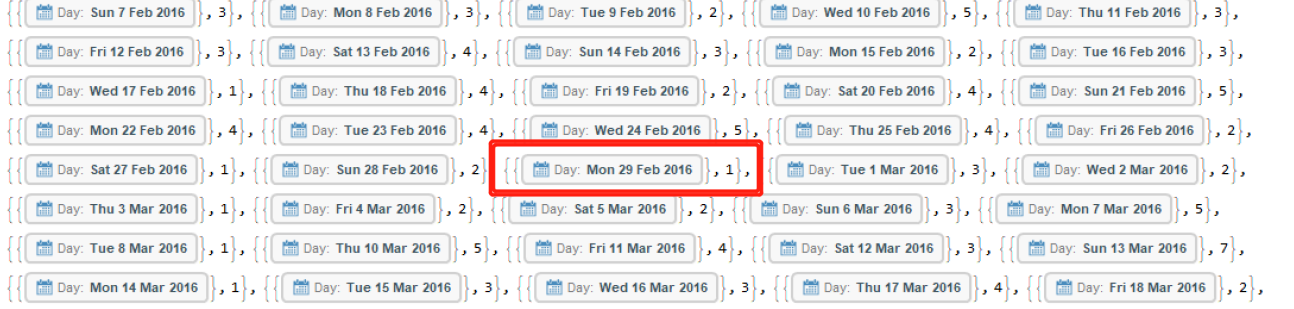 {{ Day: Sun 7 Feb 2016 }, 3}, {{ Day: Mon 8 Feb 2016 }, 3}, {{ Day: Tue 9 Feb 2016 }, 2}, {{ Day: Wed 10 Feb 2016 }, 5}, {{ Day: Thu 11 Feb 2016 }, 3},
{{ Day: Fri 12 Feb 2016 }, 3}, {{ Day: Sat 13 Feb 2016 }, 4}, {{ Day: Sun 14 Feb 2016 }, 3}, {{ Day: Mon 15 Feb 2016 }, 2}, {{ Day: Tue 16 Feb 2016 }, 3},
{{ Day: Wed 17 Feb 2016 }, 1}, {{ Day: Thu 18 Feb 2016 }, 4}, {{ Day: Fri 19 Feb 2016 }, 2}, {{ Day: Sat 20 Feb 2016 }, 4}, {{ Day: Sun 21 Feb 2016 }, 5},
{{ Day: Mon 22 Feb 2016 }, 4}, {{ Day: Tue 23 Feb 2016 }, 4}, {{ Day: Wed 24 Feb 2016 }, 5}, {{ Day: Thu 25 Feb 2016 }, 4}, {{ Day: Fri 26 Feb 2016 }, 2},
{{ Day: Sat 27 Feb 2016 }, 1}, {{ Day: Sun 28 Feb 2016 }, 2} {{ Day: Mon 29 Feb 2016 }, 1}, {{ Day: Tue 1 Mar 2016 }, 3}, {{ Day: Wed 2 Mar 2016 }, 2},
{{ Day: Thu 3 Mar 2016 }, 1}, {{ Day: Fri 4 Mar 2016 }, 2}, {{ Day: Sat 5 Mar 2016 }, 2}, {{ Day: Sun 6 Mar 2016 }, 3}, {{ Day: Mon 7 Mar 2016 }, 5},
{{ Day: Tue 8 Mar 2016 }, 1}, {{ Day: Thu 10 Mar 2016 }, 5}, {{ Day: Fri 11 Mar 2016 }, 4}, {{ Day: Sat 12 Mar 2016 }, 3}, {{ Day: Sun 13 Mar 2016 }, 7},
{{ Day: Mon 14 Mar 2016 }, 1}, {{ Day: Tue 15 Mar 2016 }, 3}, {{ Day: Wed 16 Mar 2016 }, 3}, {{ Day: Thu 17 Mar 2016 }, 4}, {{ Day: Fri 18 Mar 2016 }, 2},